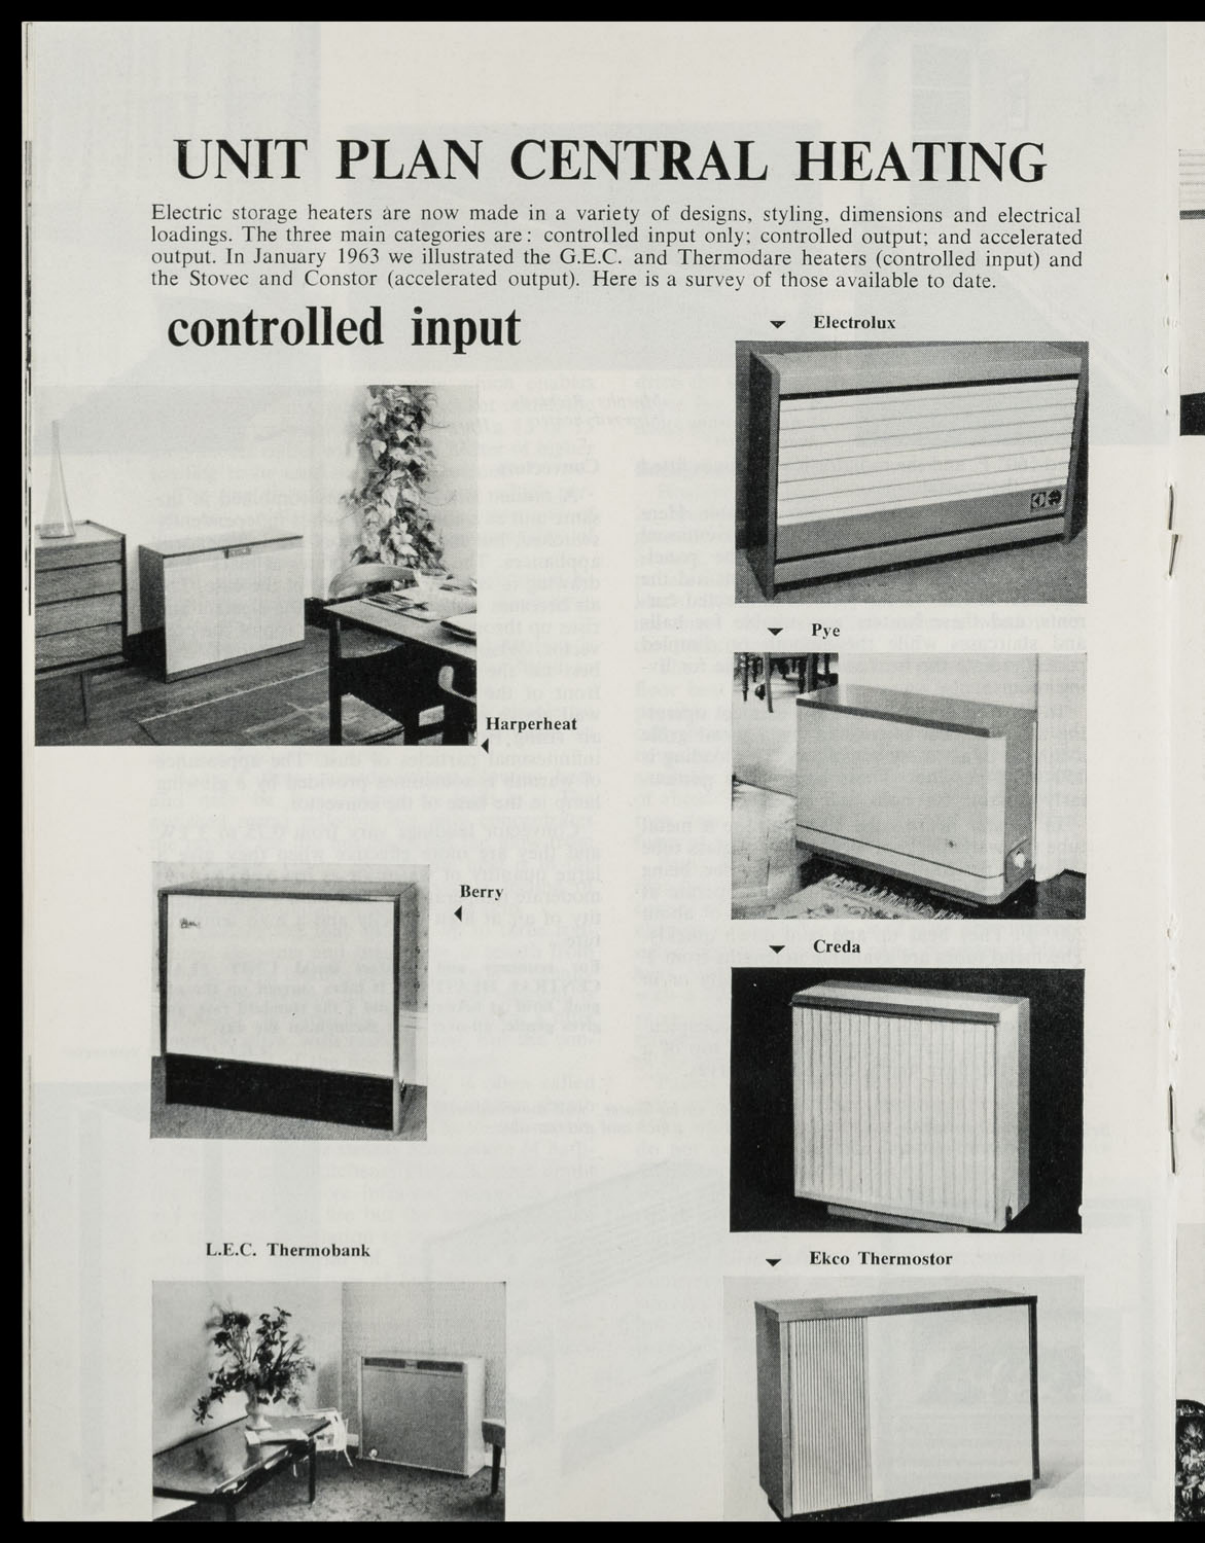 UNIT PLAN CENTRAL HEATING
Electric storage heaters are now made in a variety of designs, styling, dimensions and electrical
loadings. The three main categories are: controlled input only; controlled output; and accelerated
output. In January 1963 we illustrated the G.E.C. and Thermodare heaters (controlled input) and
the Stovec and Constor (accelerated output). Here is a survey of those available to date.
controlled input
Electrolux
Harperheat
Pye
Berry
Creda
L.E.C. Thermobank
Ekco Thermostor